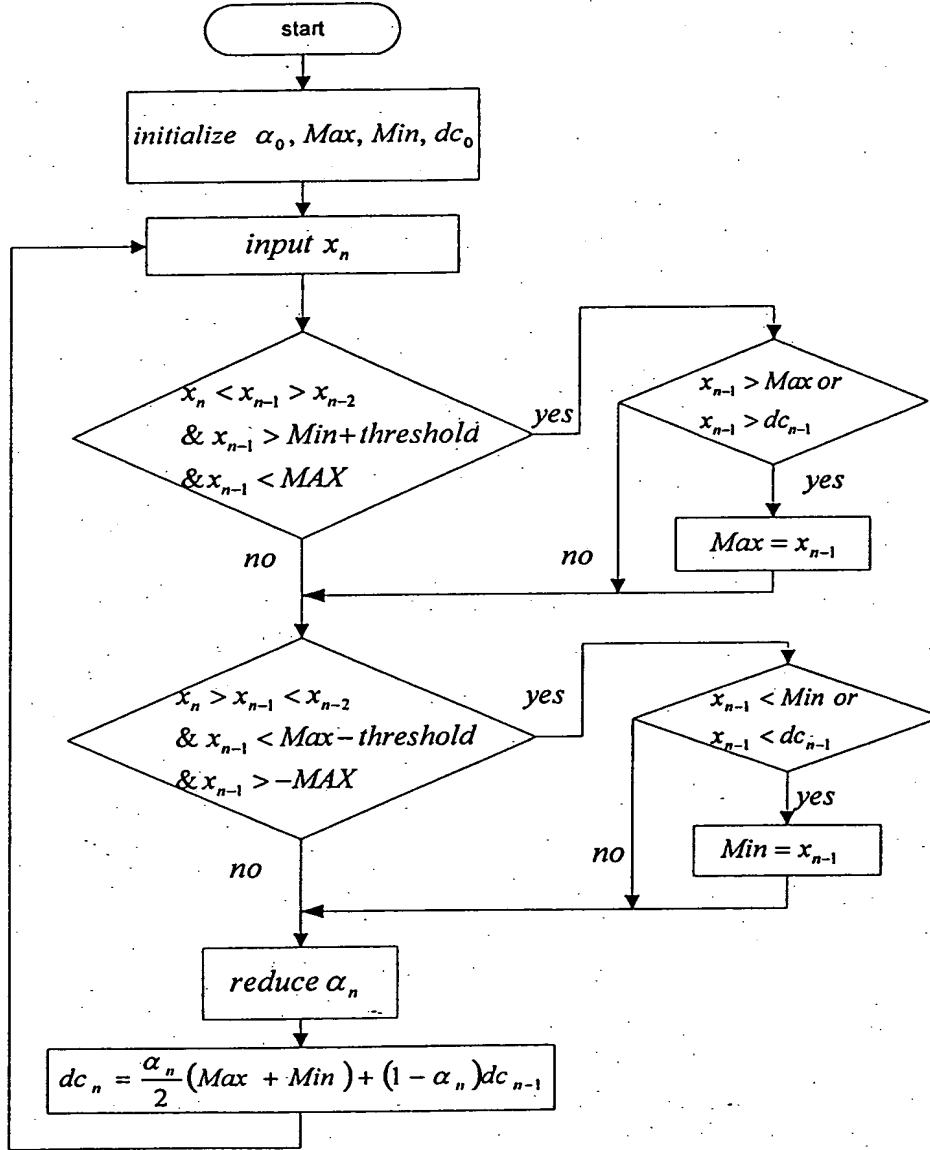 start
initialize α₀, Max, Min, dc₀
input xₙ
xₙ < xₙ₋₁ > xₙ₋₂
& xₙ₋₁ > Min+threshold
& xₙ₋₁ < MAX
yes
no
xₙ₋₁ > Max or
xₙ₋₁ > dcₙ₋₁
yes
no
Max = xₙ₋₁
xₙ > xₙ₋₁ < xₙ₋₂
& xₙ₋₁ < Max − threshold
& xₙ₋₁ > −MAX
yes
no
xₙ₋₁ < Min or
xₙ₋₁ < dcₙ₋₁
yes
no
Min = xₙ₋₁
reduce αₙ
dcₙ = αₙ/2 (Max + Min) + (1 − αₙ)dcₙ₋₁